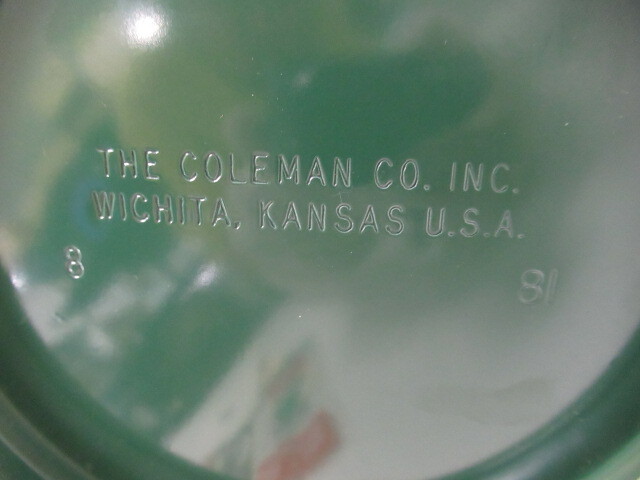 THE COLEMAN CO. INC.
WICHITA, KANSAS U.S.A.
8 81